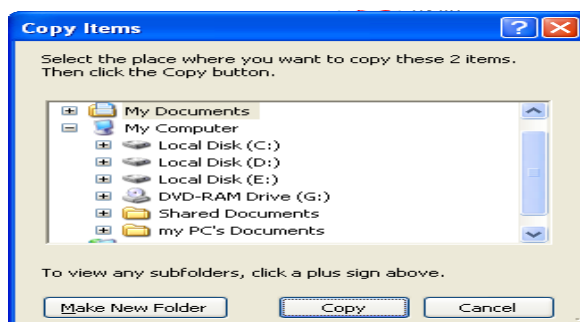 Copy Items
Select the place where you want to copy these 2 items.
Then click the Copy button.
My Documents
My Computer
Local Disk (C:)
Local Disk (D:)
Local Disk (E:)
DVD-RAM Drive (G:)
Shared Documents
my PC's Documents
To view any subfolders, click a plus sign above.
Make New Folder Copy Cancel